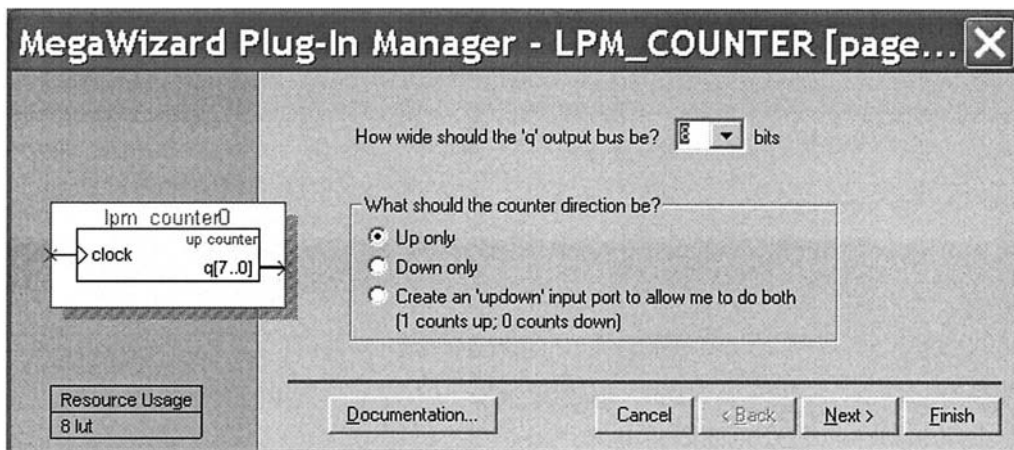 MegaWizard Plug-In Manager - LPM_COUNTER [page...
How wide should the 'q' output bus be? 8 bits
lpm_counter0
up counter
clock
q[7..0]
What should the counter direction be?
Up only
Down only
Create an 'updown' input port to allow me to do both
(1 counts up; 0 counts down)
Resource Usage
8 lut
Documentation...
Cancel
< Back
Next >
Finish